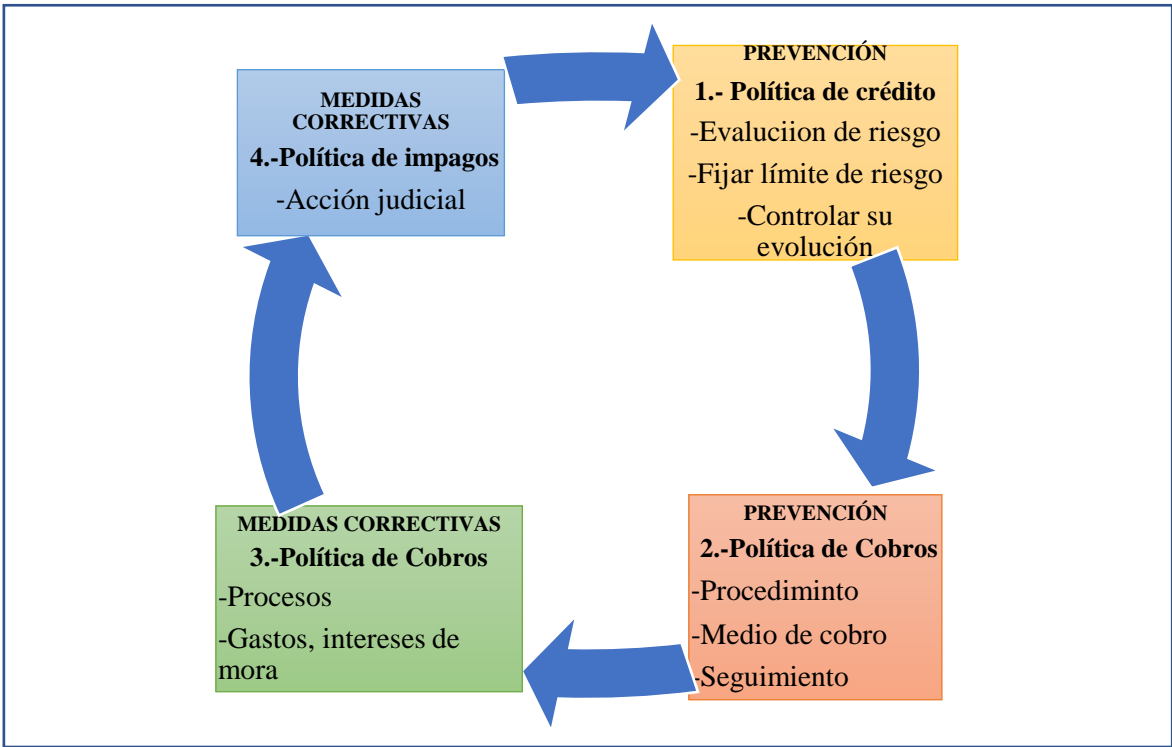 PREVENCIÓN
1.- Política de crédito
-Evaluciion de riesgo
-Fijar límite de riesgo
-Controlar su
evolución
PREVENCIÓN
2.-Política de Cobros
-Procediminto
-Medio de cobro
-Seguimiento
MEDIDAS CORRECTIVAS
3.-Política de Cobros
-Procesos
-Gastos, intereses de
mora
MEDIDAS
CORRECTIVAS
4.-Política de impagos
-Acción judicial